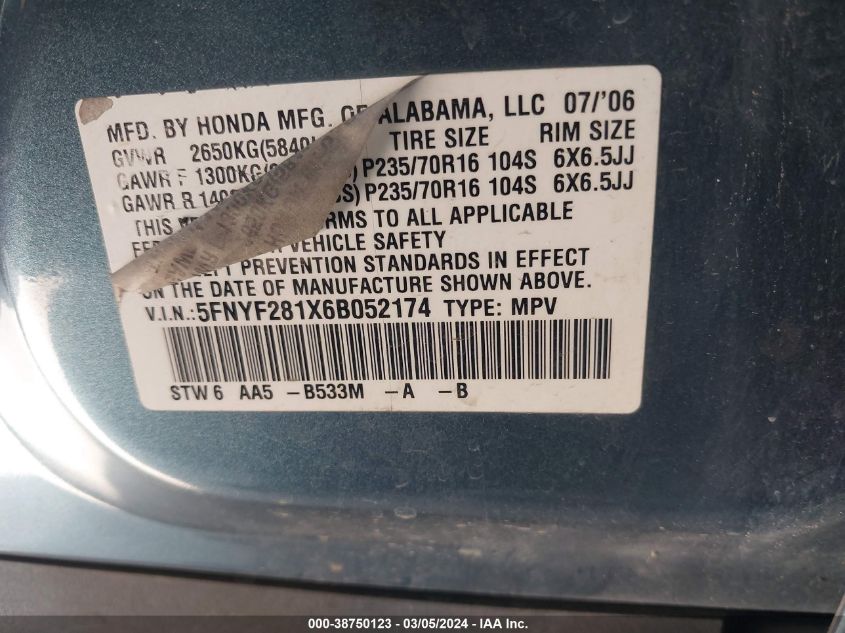 MFD. BY HONDA MFG. OF ALABAMA, LLC 07/'06
GVWR 2650KG(5840 TIRE SIZE RIM SIZE
GAWR F 1300KG( P235/70R16 104S 6X6.5JJ
GAWR R 140 S) P235/70R16 104S 6X6.5JJ
THIS TO ALL APPLICABLE
VEHICLE SAFETY
PREVENTION STANDARDS IN EFFECT
ON THE DATE OF MANUFACTURE SHOWN ABOVE.
V.I.N.:5FNYF281X6B052174 TYPE: MPV
STW6 AA5 -B533M -A -B
000-38750123 - 03/05/2024 - IAA Inc.